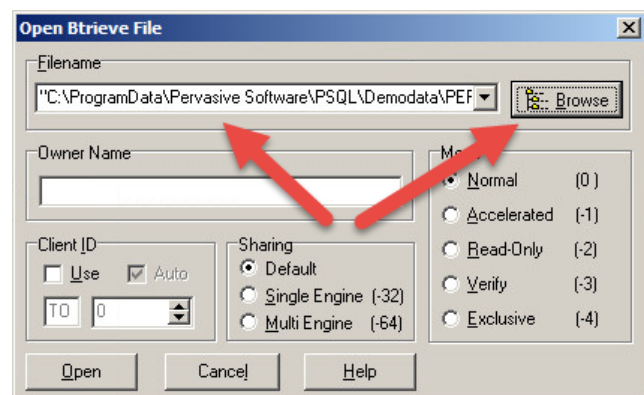 Open Btrieve File
Filename
"C:\ProgramData\Pervasive Software\PSQL\Demodata\PEF
Browse
Owner Name
Normal (0 )
Accelerated (-1)
Read-Only (-2)
Verify (-3)
Exclusive (-4)
Client ID
Use Auto
TO 0
Sharing
Default
Single Engine (-32)
Multi Engine (-64)
Open Cancel Help